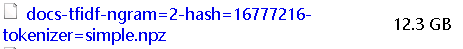 docs-tfidf-ngram=2-hash=16777216-
tokenizer=simple.npz
12.3 GB